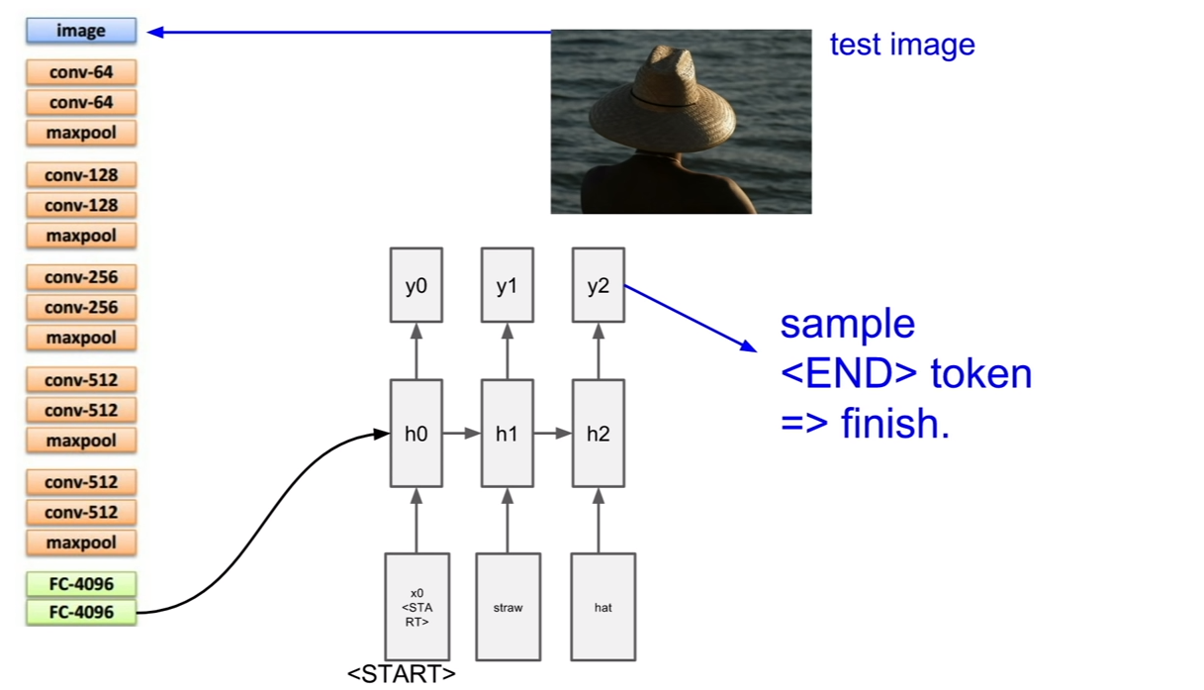 image
conv-64
conv-64
maxpool
conv-128
conv-128
maxpool
conv-256
conv-256
maxpool
conv-512
conv-512
maxpool
conv-512
conv-512
maxpool
FC-4096
FC-4096
test image
y0
y1
y2
sample
<END> token
=> finish.
h0
h1
h2
x0
<STA
RT>
straw
hat
<START>